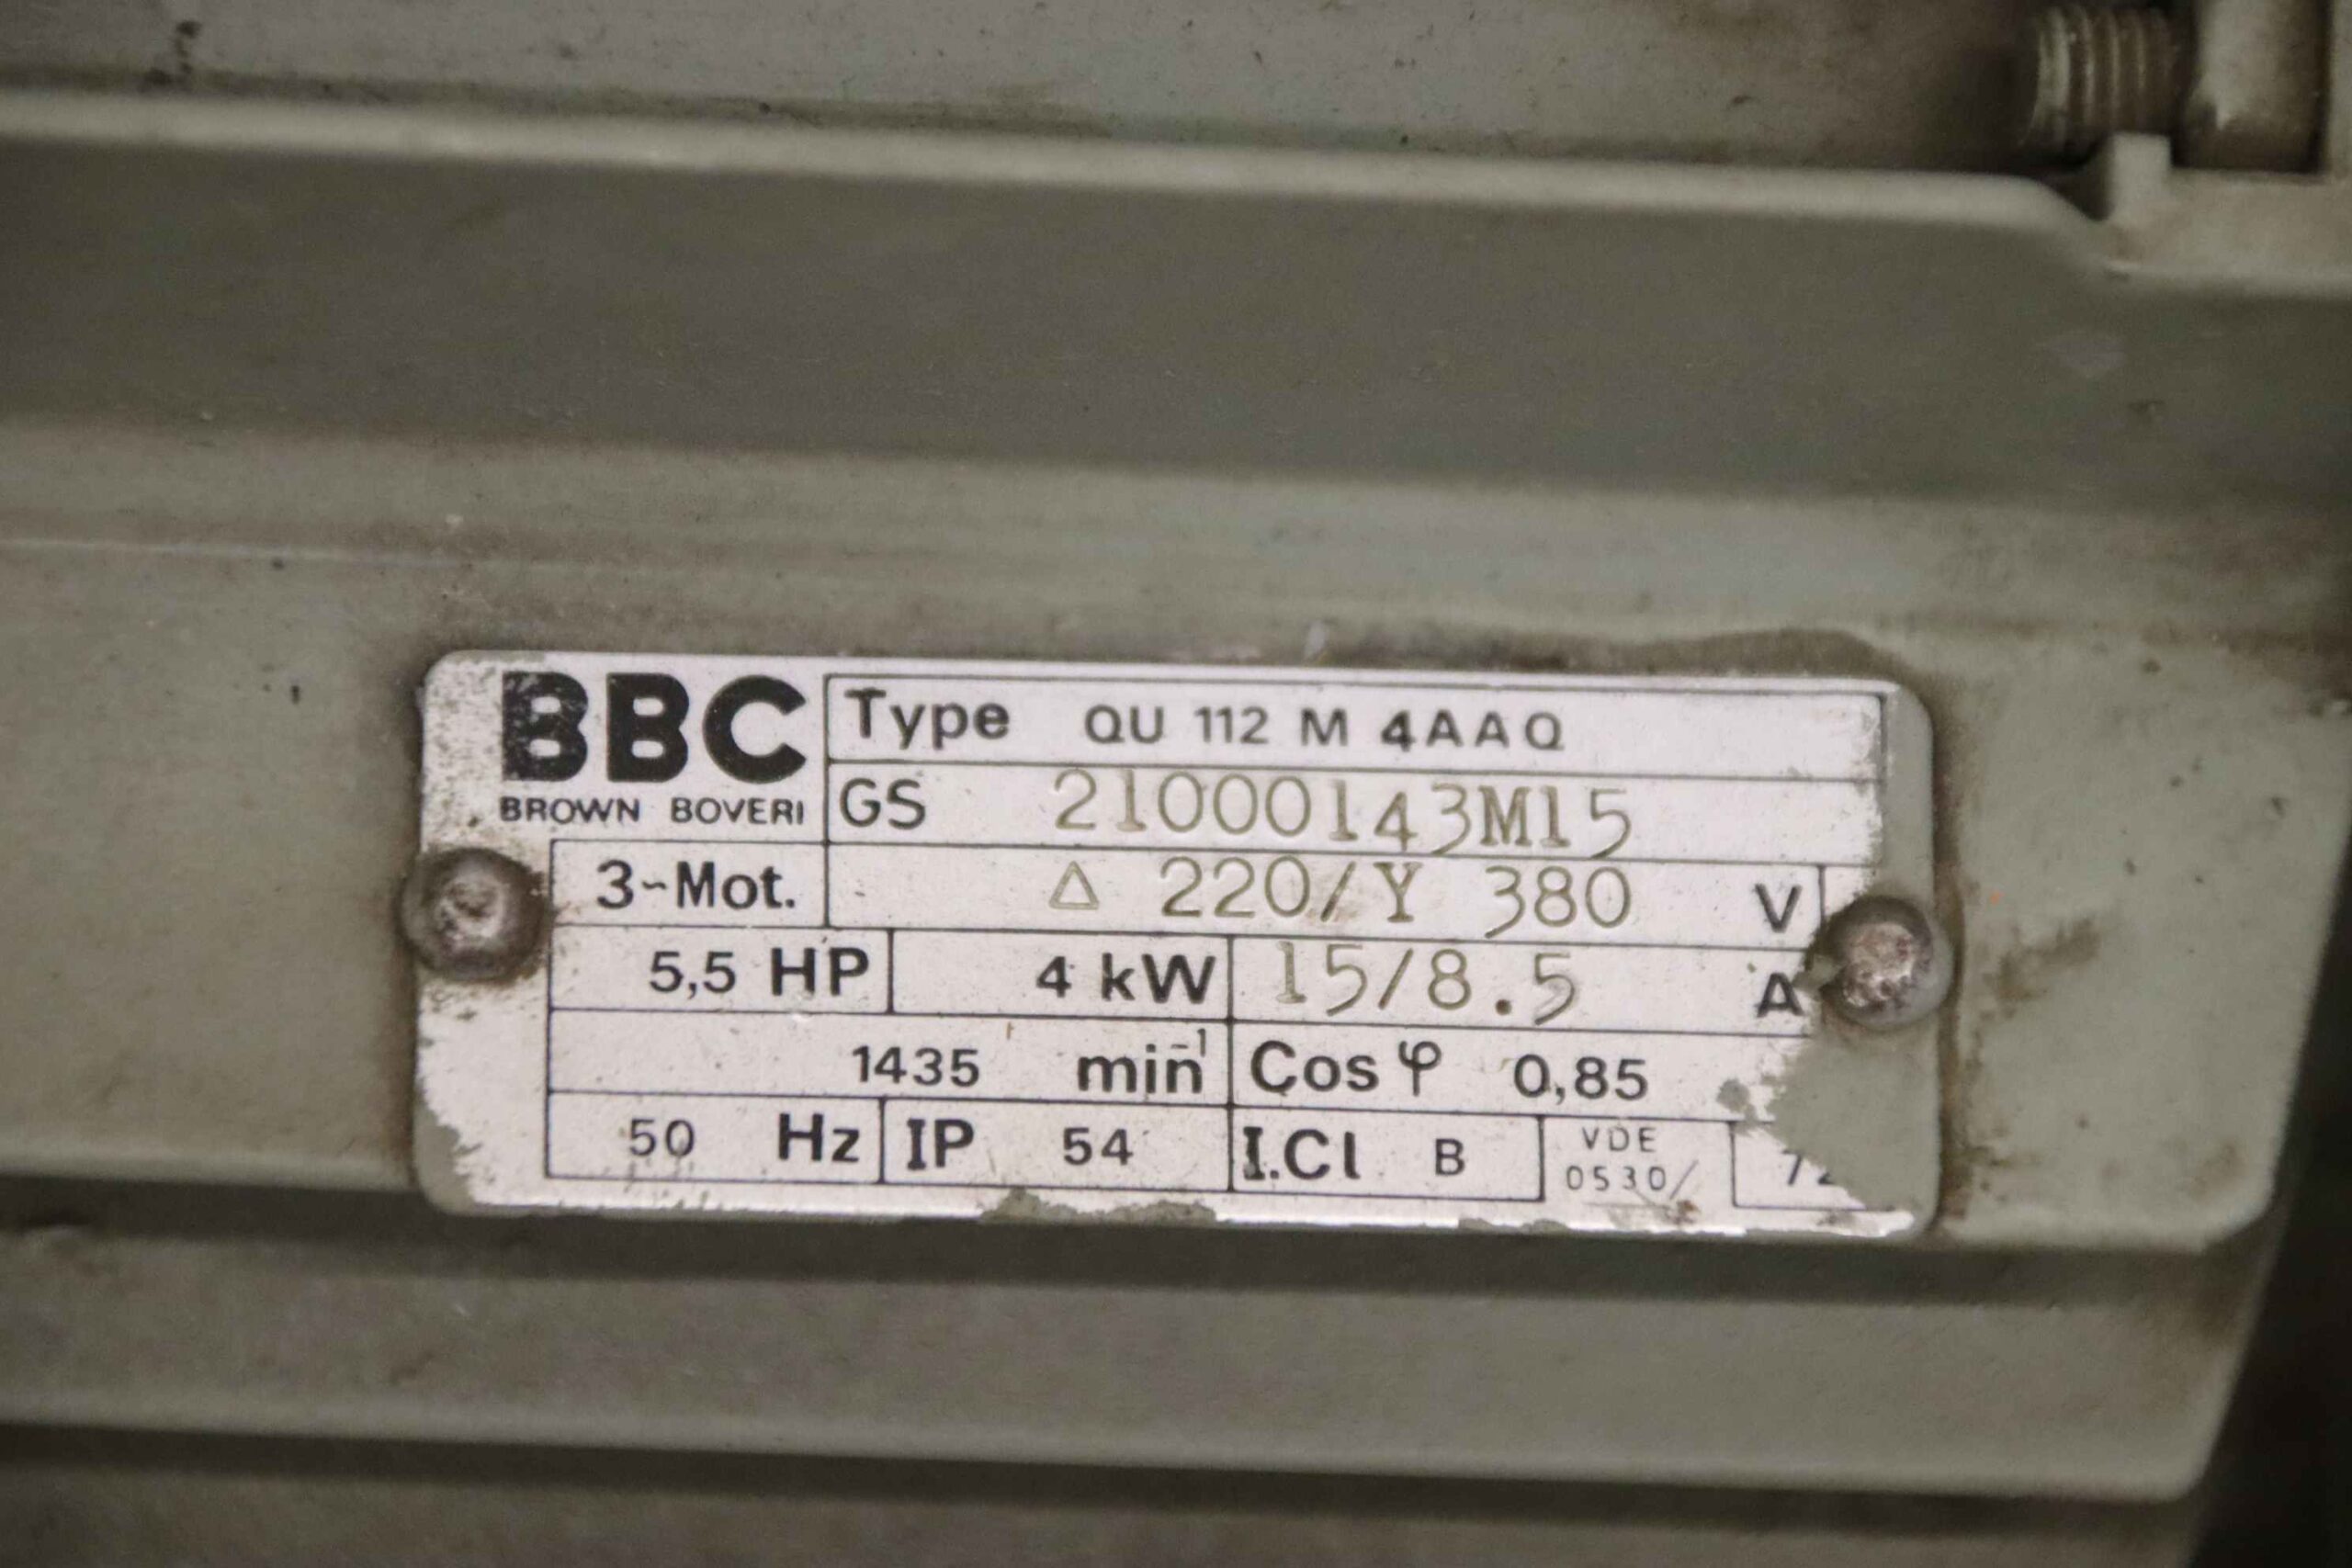 BBC Type QU 112 M 4AAQ
BROWN BOVERI GS 21000143M15
3~Mot. △ 220/Y 380 V
5,5 HP 4 kW 15/8.5 A
1435 min⁻¹ Cos φ 0,85
50 Hz IP 54 I.Cl B VDE
0530/